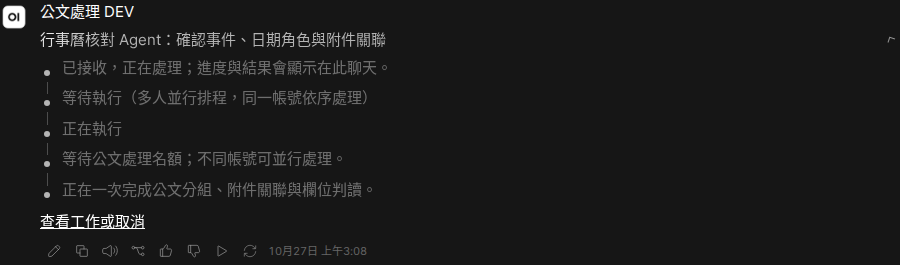 OI
公文處理 DEV
行事曆核對 Agent：確認事件、日期角色與附件關聯
已接收，正在處理；進度與結果會顯示在此聊天。
等待執行（多人並行排程，同一帳號依序處理）
正在執行
等待公文處理名額；不同帳號可並行處理。
正在一次完成公文分組、附件關聯與欄位判讀。
查看工作或取消
10月27日 上午3:08